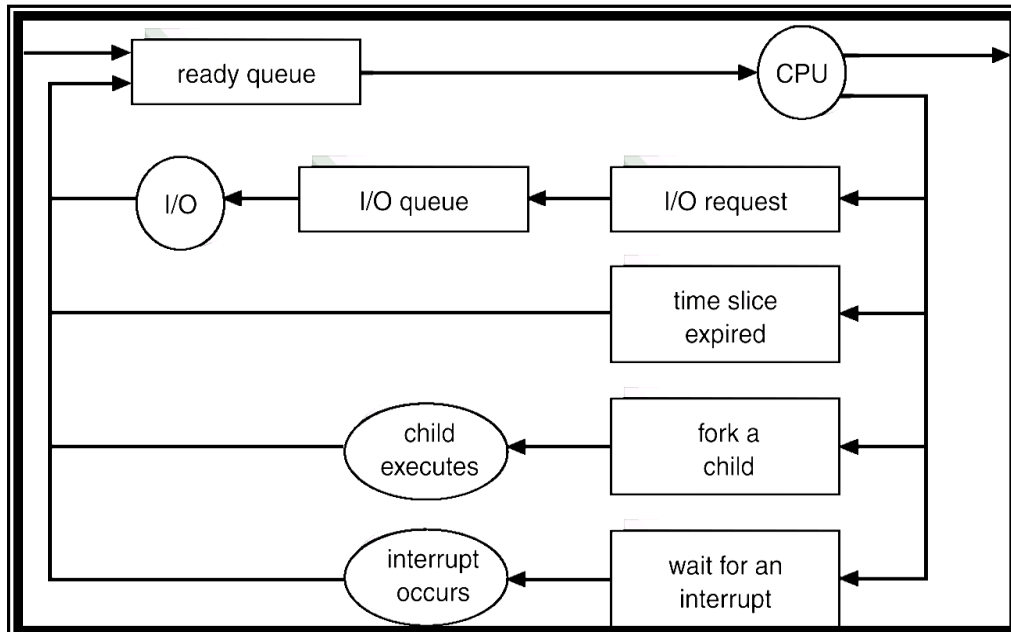 ready queue
CPU
I/O
I/O queue
I/O request
time slice
expired
child
executes
fork a
child
interrupt
occurs
wait for an
interrupt